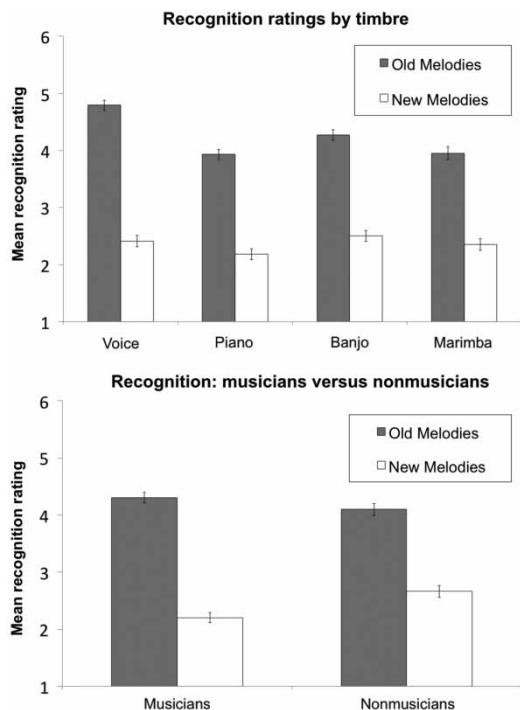 Recognition ratings by timbre
Mean recognition rating
6
5
4
3
2
1
Old Melodies
New Melodies
Voice Piano Banjo Marimba
Recognition: musicians versus nonmusicians
Mean recognition rating
6
5
4
3
2
1
Old Melodies
New Melodies
Musicians Nonmusicians